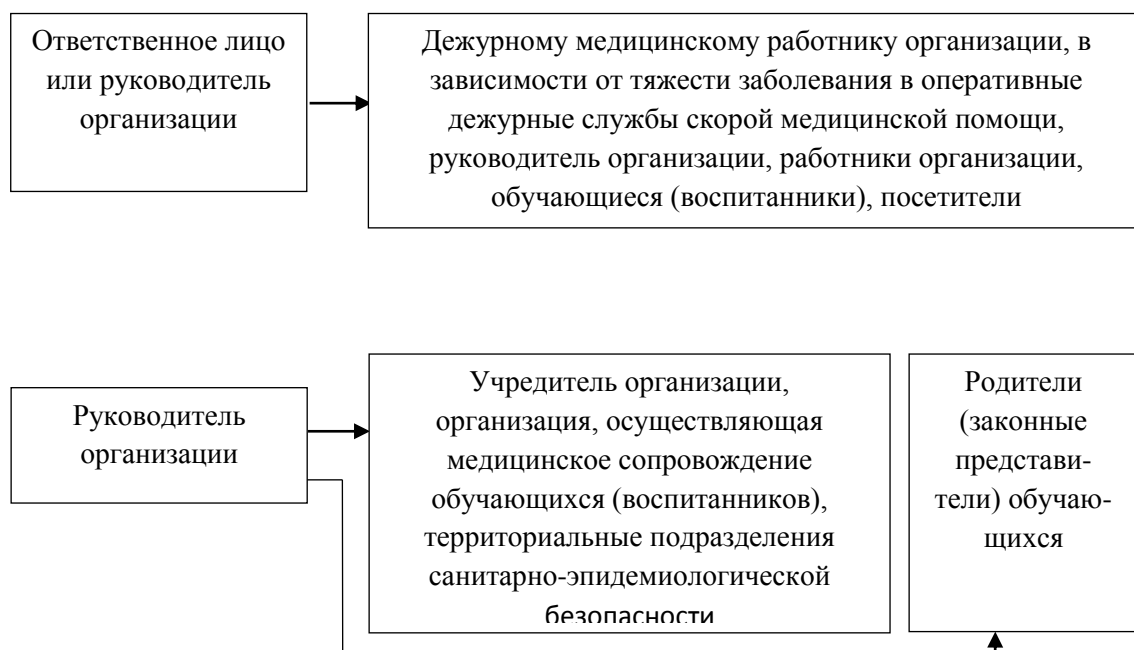 Ответственное лицо
или руководитель
организации
Дежурному медицинскому работнику организации, в
зависимости от тяжести заболевания в оперативные
дежурные службы скорой медицинской помощи,
руководитель организации, работники организации,
обучающиеся (воспитанники), посетители
Руководитель
организации
Учредитель организации,
организация, осуществляющая
медицинское сопровождение
обучающихся (воспитанников),
территориальные подразделения
санитарно-эпидемиологической
безопасности
Родители
(законные
представи-
тели) обучаю-
щихся